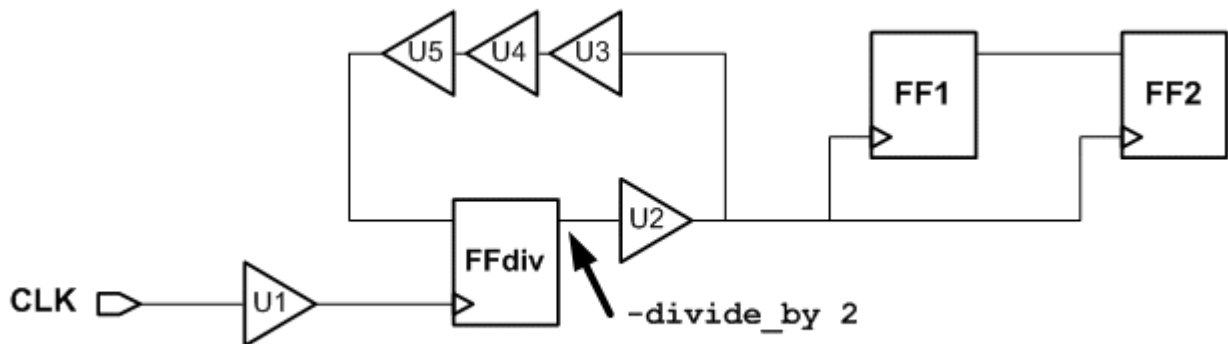 U5 U4 U3
FF1 FF2
U2
FFdiv
CLK U1
-divide_by 2